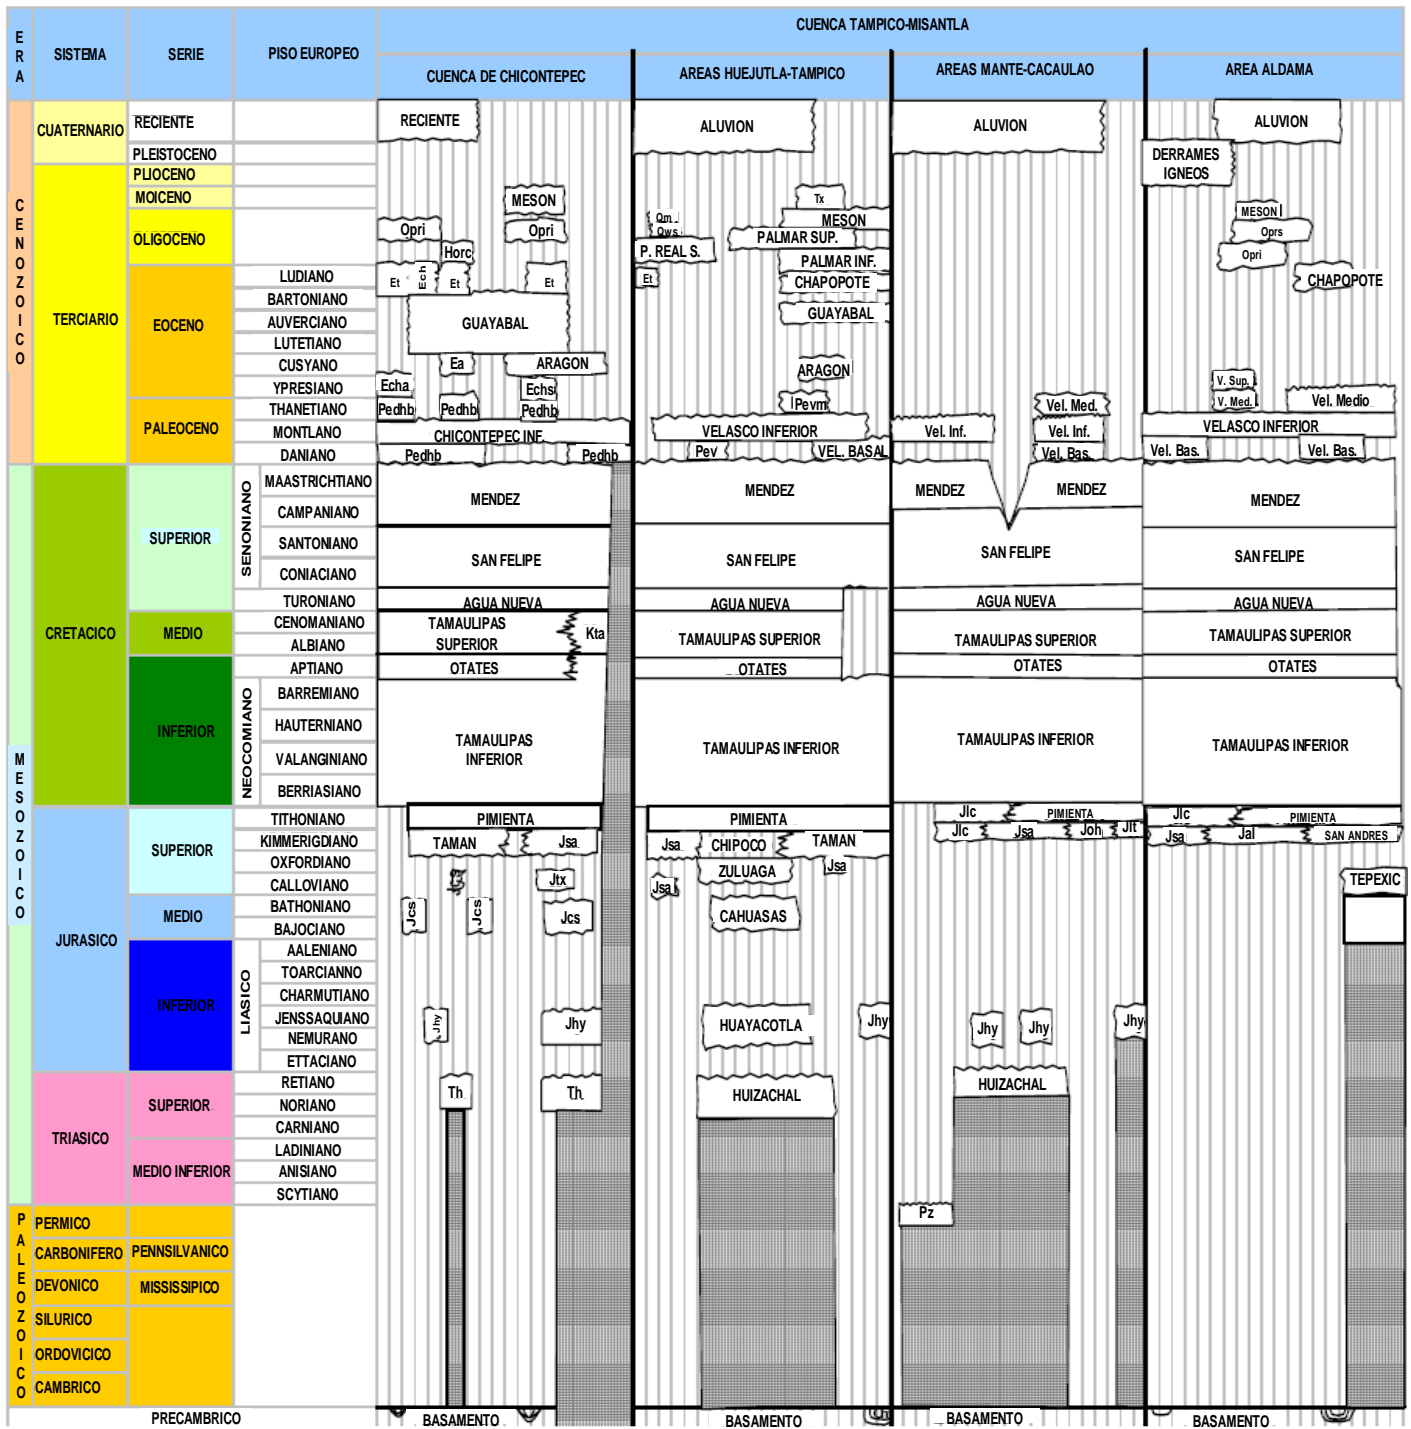 CUENCA TAMPICO-MISANTLA
ERA
SISTEMA
SERIE
PISO EUROPEO
CUENCA DE CHICONTEPEC
AREAS HUEJUTLA-TAMPICO
AREAS MANTE-CACAULAO
AREA ALDAMA
CENOZOICO
MESOZOICO
PALEOZOICO
CUATERNARIO
TERCIARIO
CRETACICO
JURASICO
TRIASICO
PERMICO
CARBONIFERO
DEVONICO
SILURICO
ORDOVICICO
CAMBRICO
PRECAMBRICO
RECIENTE
PLEISTOCENO
PLIOCENO
MOICENO
OLIGOCENO
EOCENO
PALEOCENO
SUPERIOR
MEDIO
INFERIOR
SUPERIOR
MEDIO
INFERIOR
SUPERIOR
MEDIO INFERIOR
PENNSILVANICO
MISSISSIPICO
SENONIANO
NEOCOMIANO
LIASICO
LUDIANO
BARTONIANO
AUVERCIANO
LUTETIANO
CUSYANO
YPRESIANO
THANETIANO
MONTLANO
DANIANO
MAASTRICHTIANO
CAMPANIANO
SANTONIANO
CONIACIANO
TURONIANO
CENOMANIANO
ALBIANO
APTIANO
BARREMIANO
HAUTERNIANO
VALANGINIANO
BERRIASIANO
TITHONIANO
KIMMERIGDIANO
OXFORDIANO
CALLOVIANO
BATHONIANO
BAJOCIANO
AALENIANO
TOARCIANNO
CHARMUTIANO
JENSSAQUIANO
NEMURANO
ETTACIANO
RETIANO
NORIANO
CARNIANO
LADINIANO
ANISIANO
SCYTIANO
RECIENTE
MESON
Opri
Opri
Horc
Et
Ech
Et
Et
GUAYABAL
Ea
ARAGON
Echa
Echs
Pedhb
Pedhb
Pedhb
CHICONTEPEC INF.
Pedhb
Pedhb
MENDEZ
SAN FELIPE
AGUA NUEVA
TAMAULIPAS
SUPERIOR
Kta
OTATES
TAMAULIPAS
INFERIOR
PIMIENTA
TAMAN
Jsa
Jtx
Jcs
Jcs
Jcs
Jhy
Jhy
Th
Th
BASAMENTO
ALUVION
Tx
Qm
Qws
MESON
P. REAL S.
PALMAR SUP.
PALMAR INF.
Et
CHAPOPOTE
GUAYABAL
ARAGON
Pevm
VELASCO INFERIOR
Pev
VEL. BASAL
MENDEZ
SAN FELIPE
AGUA NUEVA
TAMAULIPAS SUPERIOR
OTATES
TAMAULIPAS INFERIOR
PIMIENTA
Jsa
CHIPOCO
TAMAN
ZULUAGA
Jsa
Jsa
CAHUASAS
HUAYACOTLA
Jhy
HUIZACHAL
BASAMENTO
ALUVION
Vel. Med.
Vel. Inf.
Vel. Inf.
Vel. Bas.
MENDEZ
MENDEZ
SAN FELIPE
AGUA NUEVA
TAMAULIPAS SUPERIOR
OTATES
TAMAULIPAS INFERIOR
Jlc
PIMIENTA
Jlc
Jsa
Joh
Jlt
Jhy
Jhy
Jhy
HUIZACHAL
Pz
BASAMENTO
ALUVION
DERRAMES
IGNEOS
MESON
Oprs
Opri
CHAPOPOTE
V. Sup.
V. Med.
Vel. Medio
VELASCO INFERIOR
Vel. Bas.
Vel. Bas.
MENDEZ
SAN FELIPE
AGUA NUEVA
TAMAULIPAS SUPERIOR
OTATES
TAMAULIPAS INFERIOR
Jlc
PIMIENTA
Jsa
Jal
SAN ANDRES
TEPEXIC
BASAMENTO